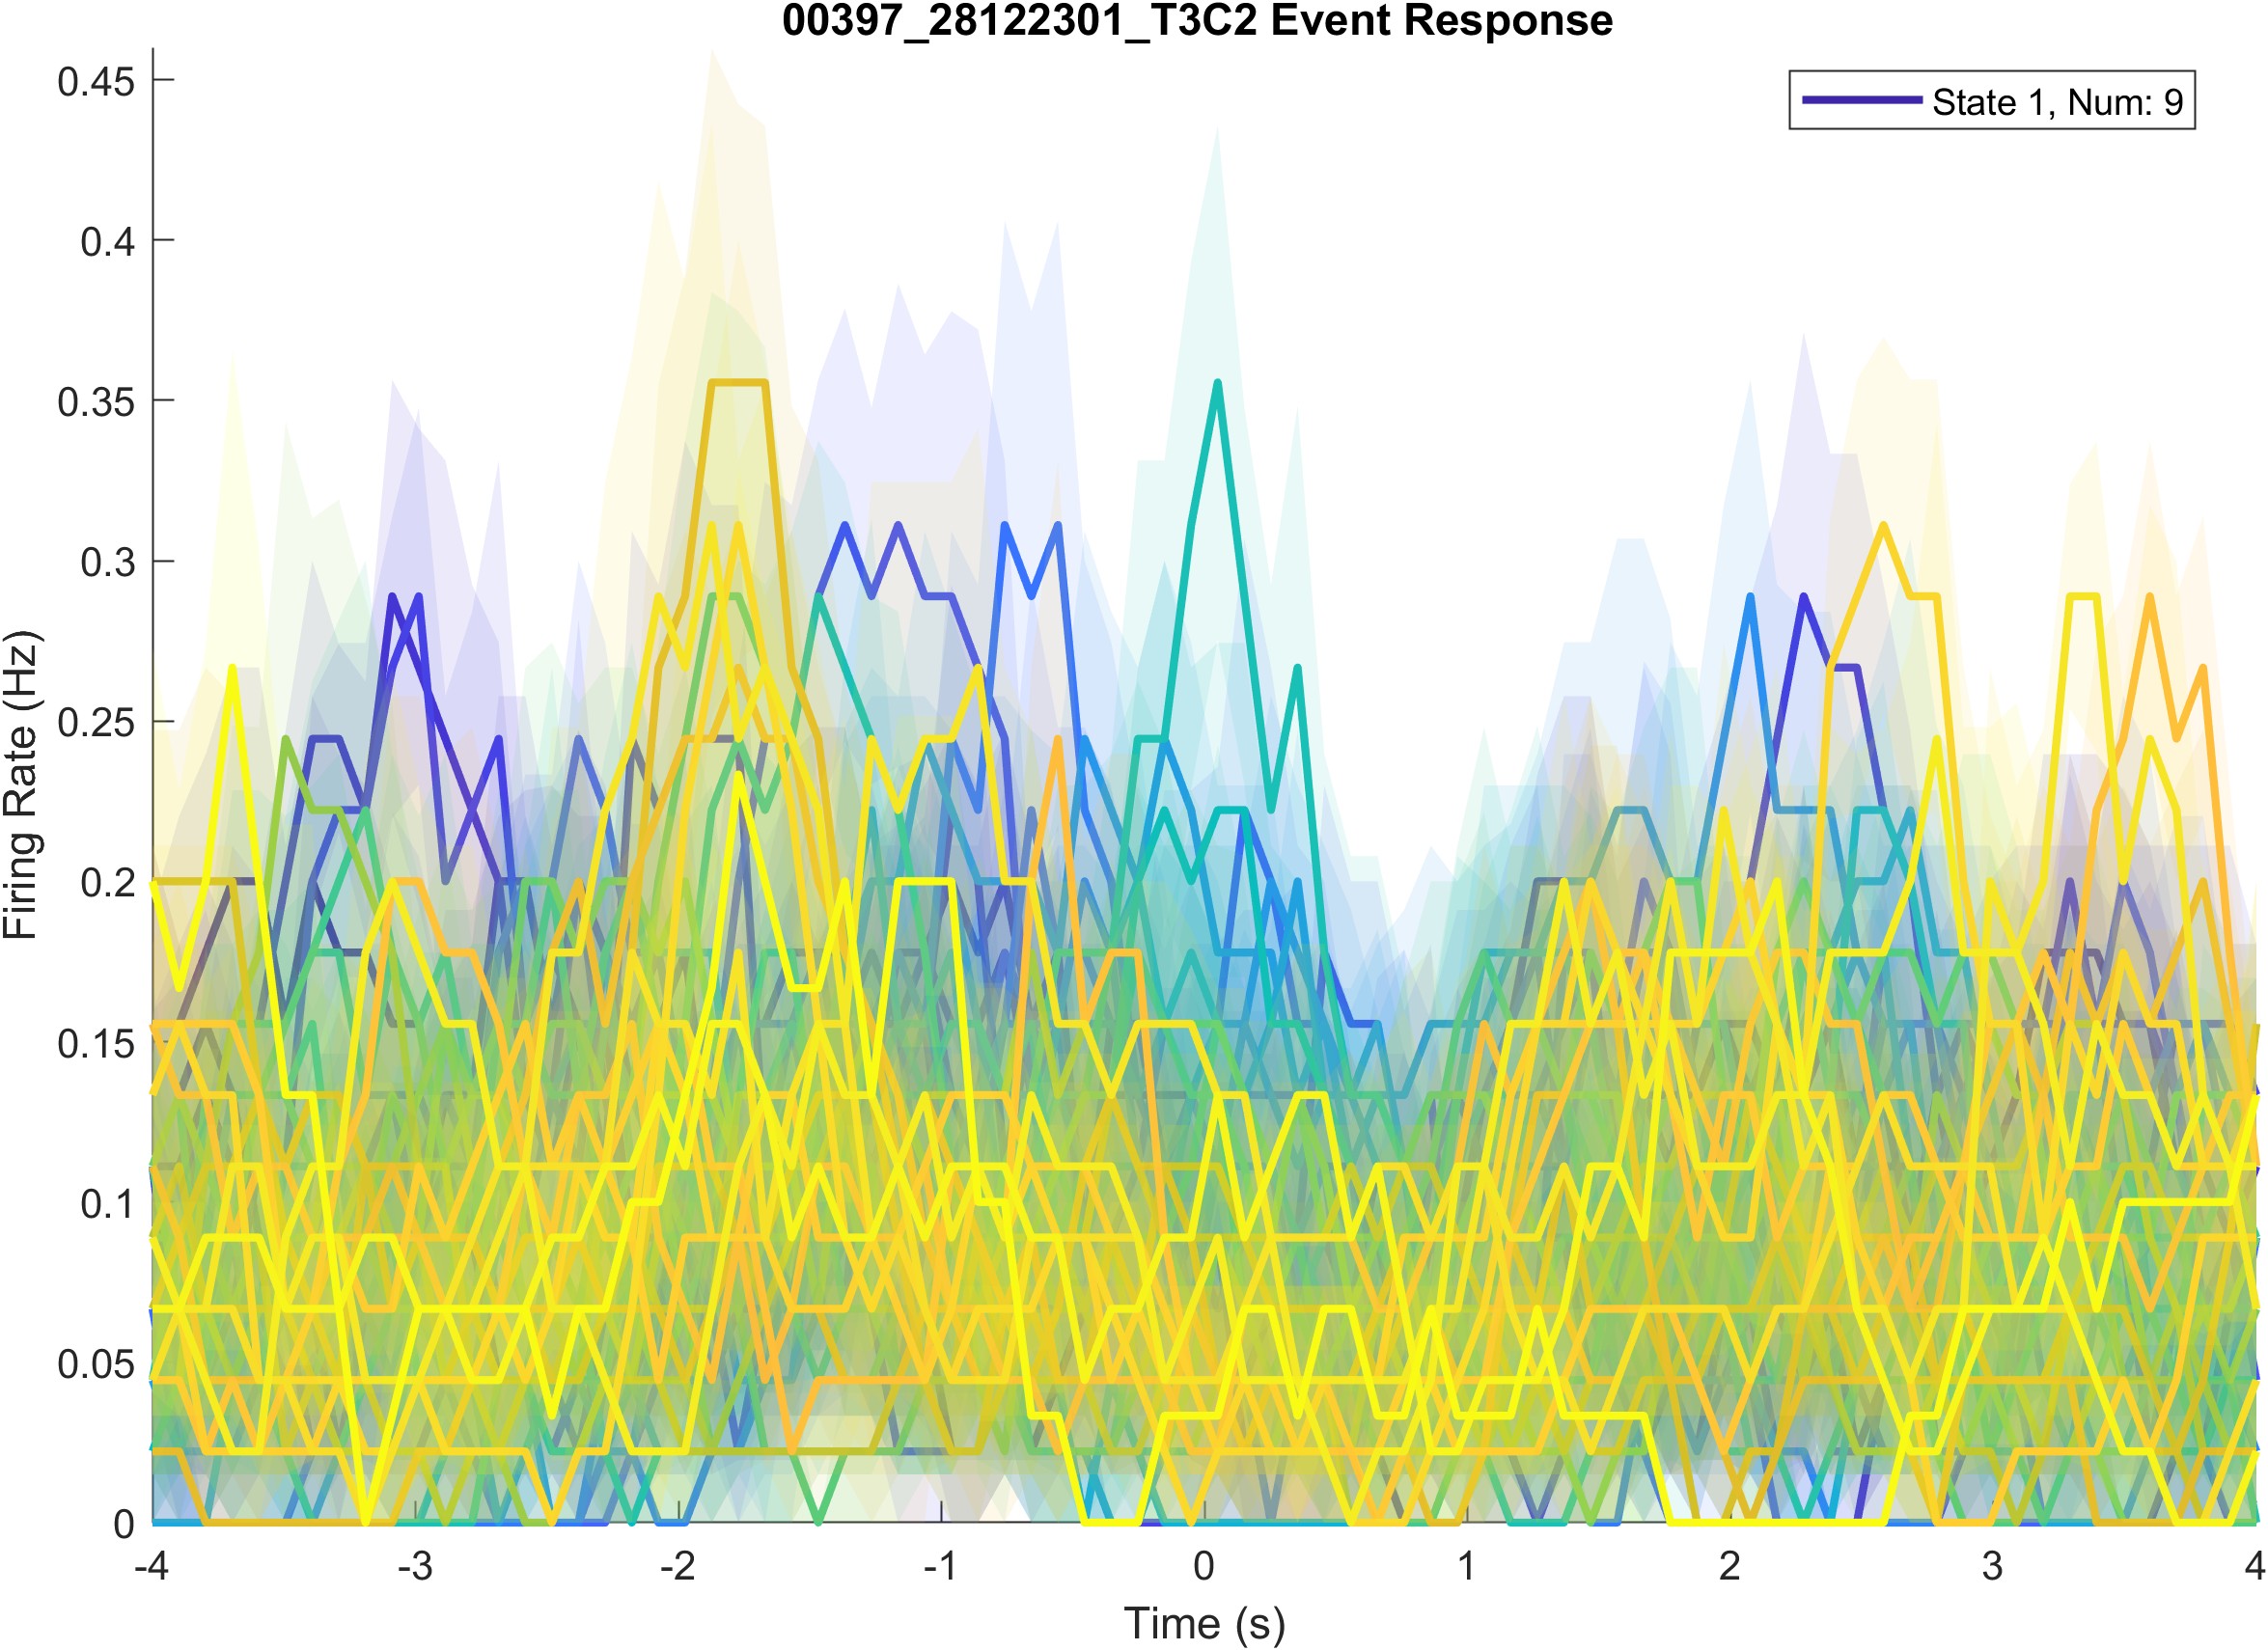 00397_28122301_T3C2 Event Response
State 1, Num: 9
Firing Rate (Hz)
0.45
0.4
0.35
0.3
0.25
0.2
0.15
0.1
0.05
0
-4 -3 -2 -1 0 1 2 3 4
Time (s)